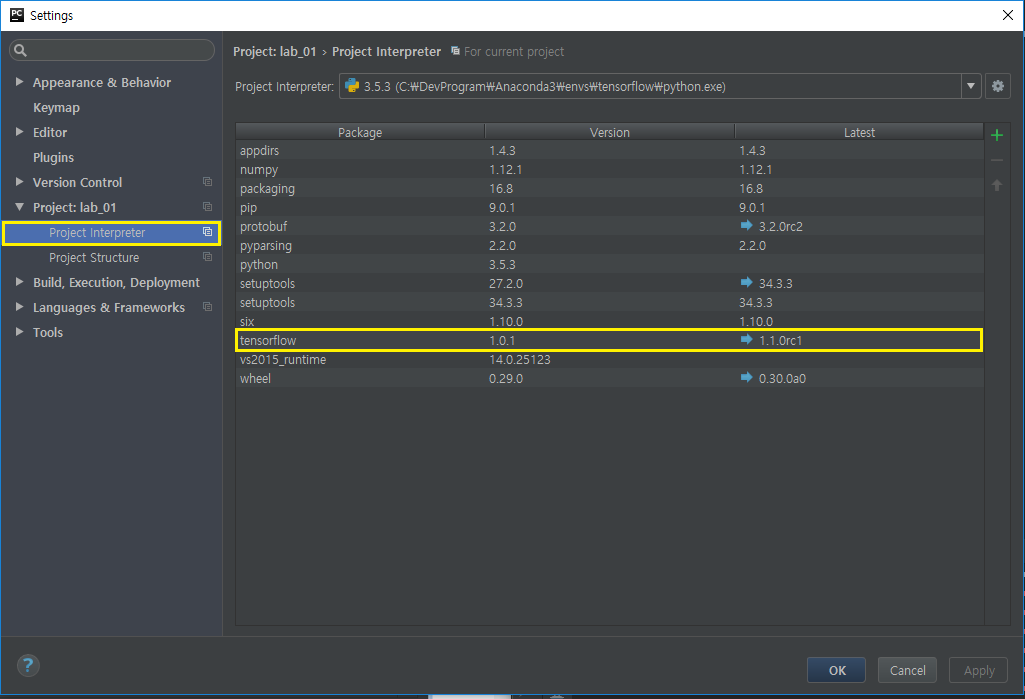 PC Settings
Project: lab_01 › Project Interpreter For current project
Appearance & Behavior
Keymap
Editor
Plugins
Version Control
Project: lab_01
Project Interpreter
Project Structure
Build, Execution, Deployment
Languages & Frameworks
Tools
Project Interpreter: 3.5.3 (C:₩DevProgram₩Anaconda3₩envs₩tensorflow₩python.exe)
Package Version Latest
appdirs 1.4.3 1.4.3
numpy 1.12.1 1.12.1
packaging 16.8 16.8
pip 9.0.1 9.0.1
protobuf 3.2.0 3.2.0rc2
pyparsing 2.2.0 2.2.0
python 3.5.3
setuptools 27.2.0 34.3.3
setuptools 34.3.3 34.3.3
six 1.10.0 1.10.0
tensorflow 1.0.1 1.1.0rc1
vs2015_runtime 14.0.25123
wheel 0.29.0 0.30.0a0
? OK Cancel Apply